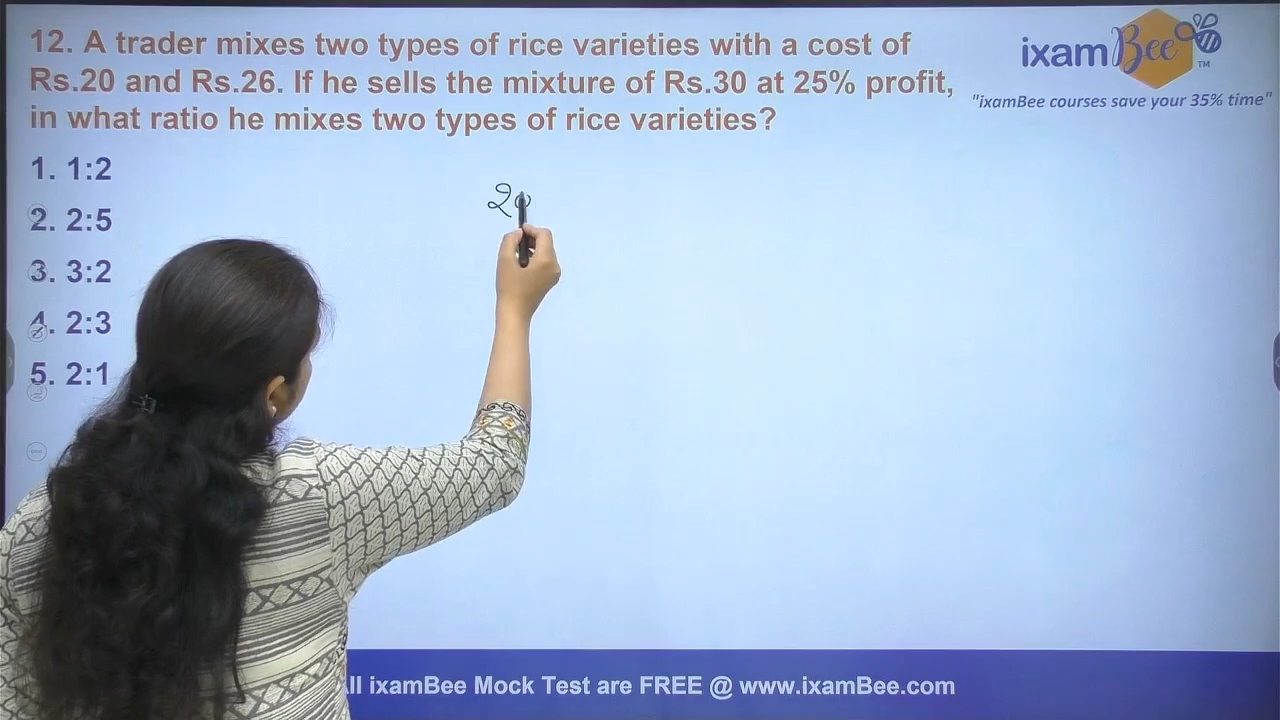 12. A trader mixes two types of rice varieties with a cost of
Rs.20 and Rs.26. If he sells the mixture of Rs.30 at 25% profit,
in what ratio he mixes two types of rice varieties?
ixamBee
TM
"ixamBee courses save your 35% time"
1. 1:2
2. 2:5
3. 3:2
4. 2:3
5. 2:1
20
ll ixamBee Mock Test are FREE @ www.ixamBee.com